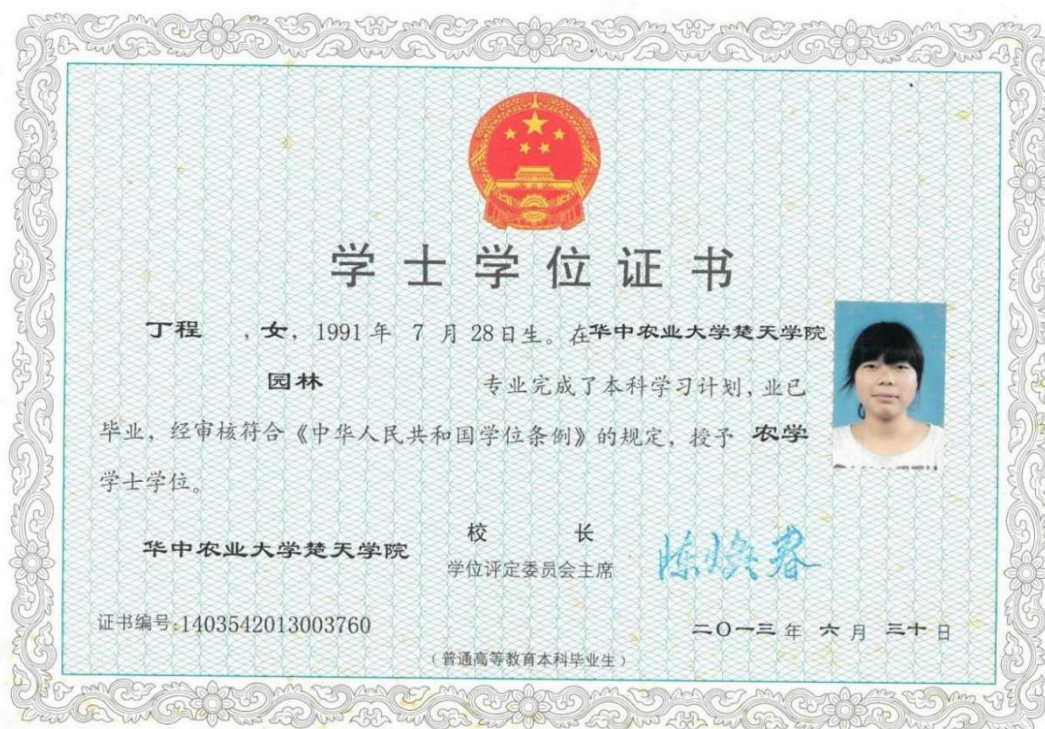 学士学位证书
丁程 ,女,1991年 7 月 28日生。在华中农业大学楚天学院
园林 专业完成了本科学习计划,业已
毕业,经审核符合《中华人民共和国学位条例》的规定,授予 农学
学士学位。
华中农业大学楚天学院
校 长
学位评定委员会主席
陈焕春
证书编号:1403542013003760
二〇一三 年 六 月 三十 日
(普通高等教育本科毕业生)